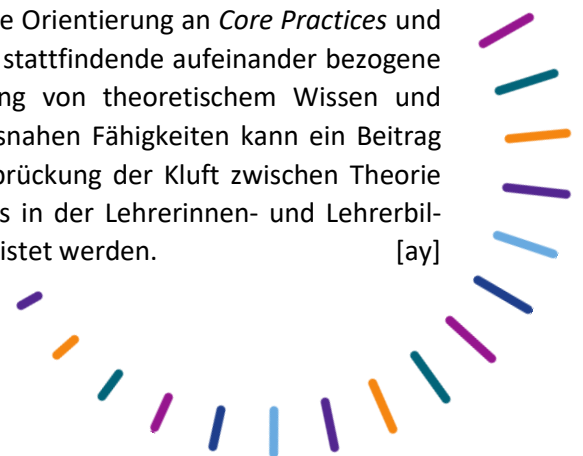 e Orientierung an Core Practices und
stattfindende aufeinander bezogene
ng von theoretischem Wissen und
snahen Fähigkeiten kann ein Beitrag
brückung der Kluft zwischen Theorie
s in der Lehrerinnen- und Lehrerbil-
istet werden. [ay]